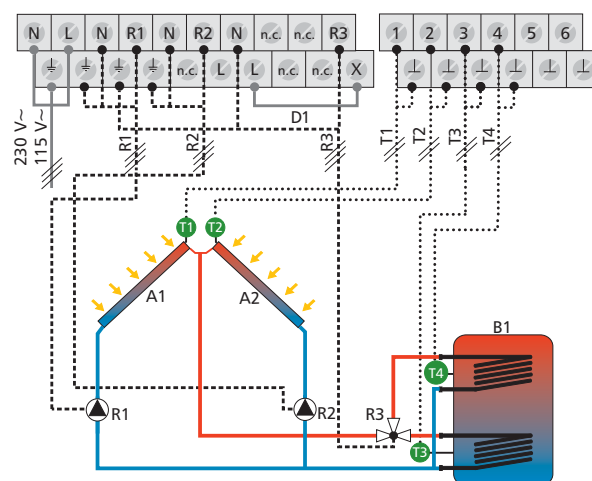 N L N R1 N R2 N n.c. n.c. R3
n.c. L L n.c. n.c. X
1 2 3 4 5 6
D1
230 V~
115 V~
R1
R2
R3
T1
T2
T3
T4
T1 T2
A1 A2
B1
T4
R1 R2 R3
T3